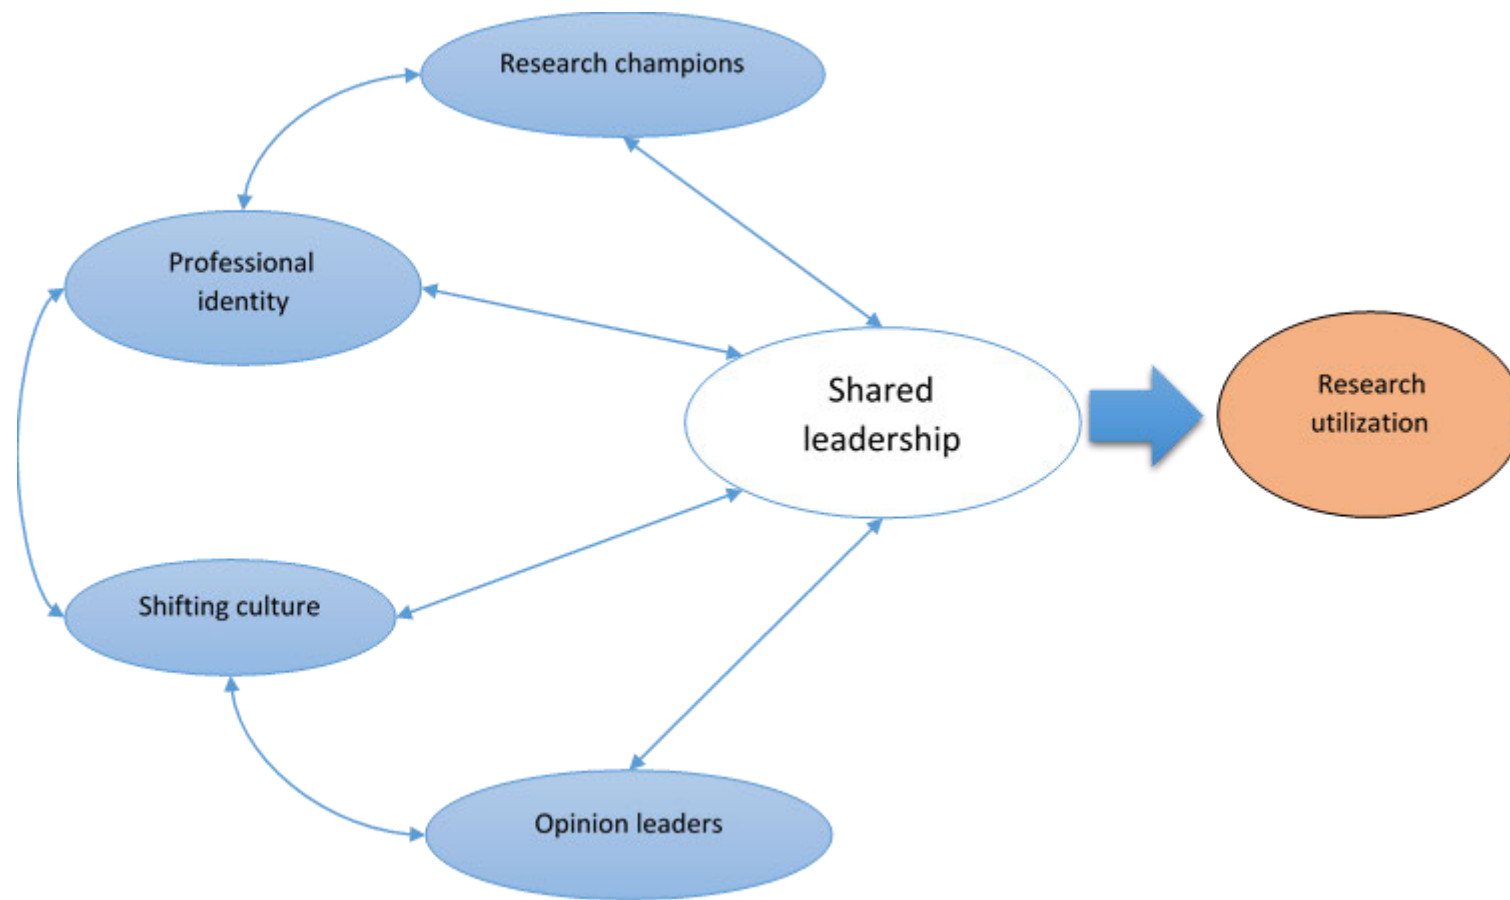 Research champions
Professional
identity
Shared
leadership
Research
utilization
Shifting culture
Opinion leaders